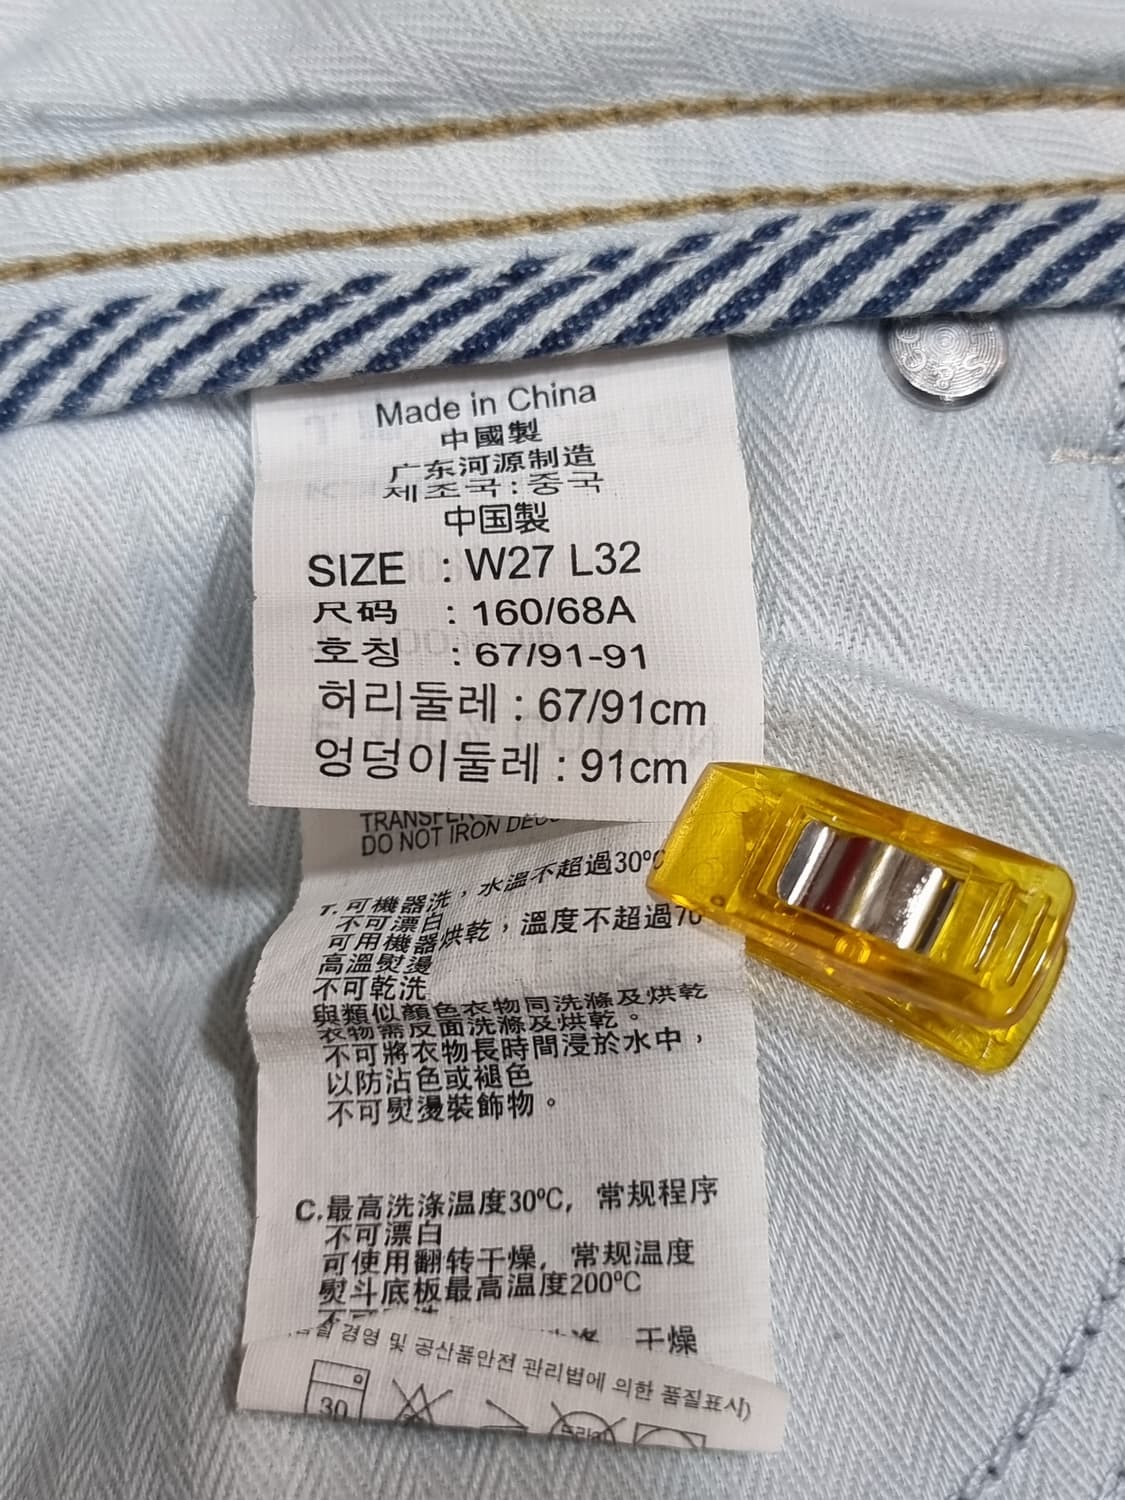 Made in China
中國製
广东河源制造
제조국 : 중국
中国製
SIZE : W27 L32
尺码 : 160/68A
호칭 : 67/91-91
허리둘레 : 67/91cm
엉덩이둘레 : 91cm
DO NOT IRON
T. 可機器洗，水溫不超過30ºC
不可漂白
可用機器烘乾，溫度不超過70
高溫熨燙
不可乾洗
與類似顏色衣物同洗滌及烘乾
衣物需反面洗滌及烘乾。
不可將衣物長時間浸於水中，
以防沾色或褪色
不可熨燙裝飾物。
C.最高洗涤温度30ºC，常规程序
不可漂白
可使用翻转干燥，常规温度
熨斗底板最高温度200ºC
干燥
경영 및 공산품안전 관리법에 의한 품질표시)
30